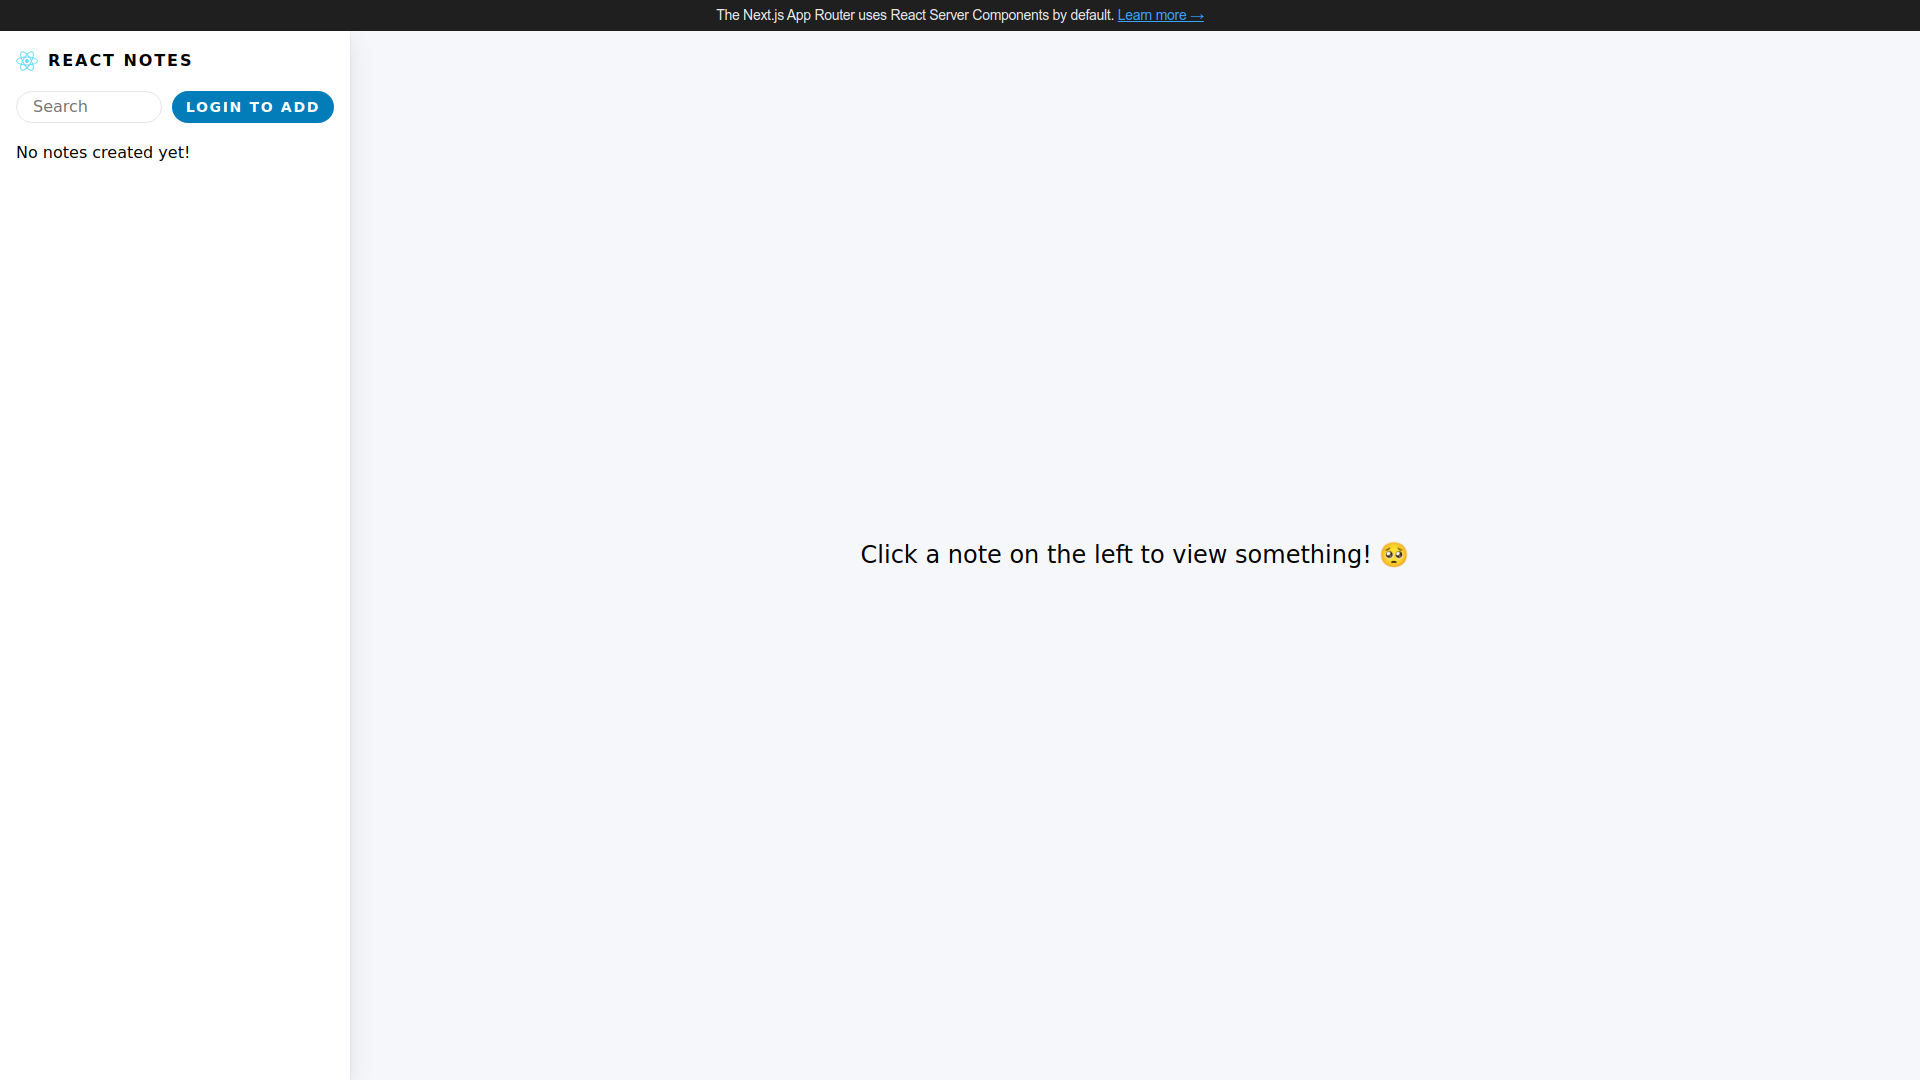 The Next.js App Router uses React Server Components by default. Learn more →
REACT NOTES
Search
LOGIN TO ADD
No notes created yet!
Click a note on the left to view something! 🥺